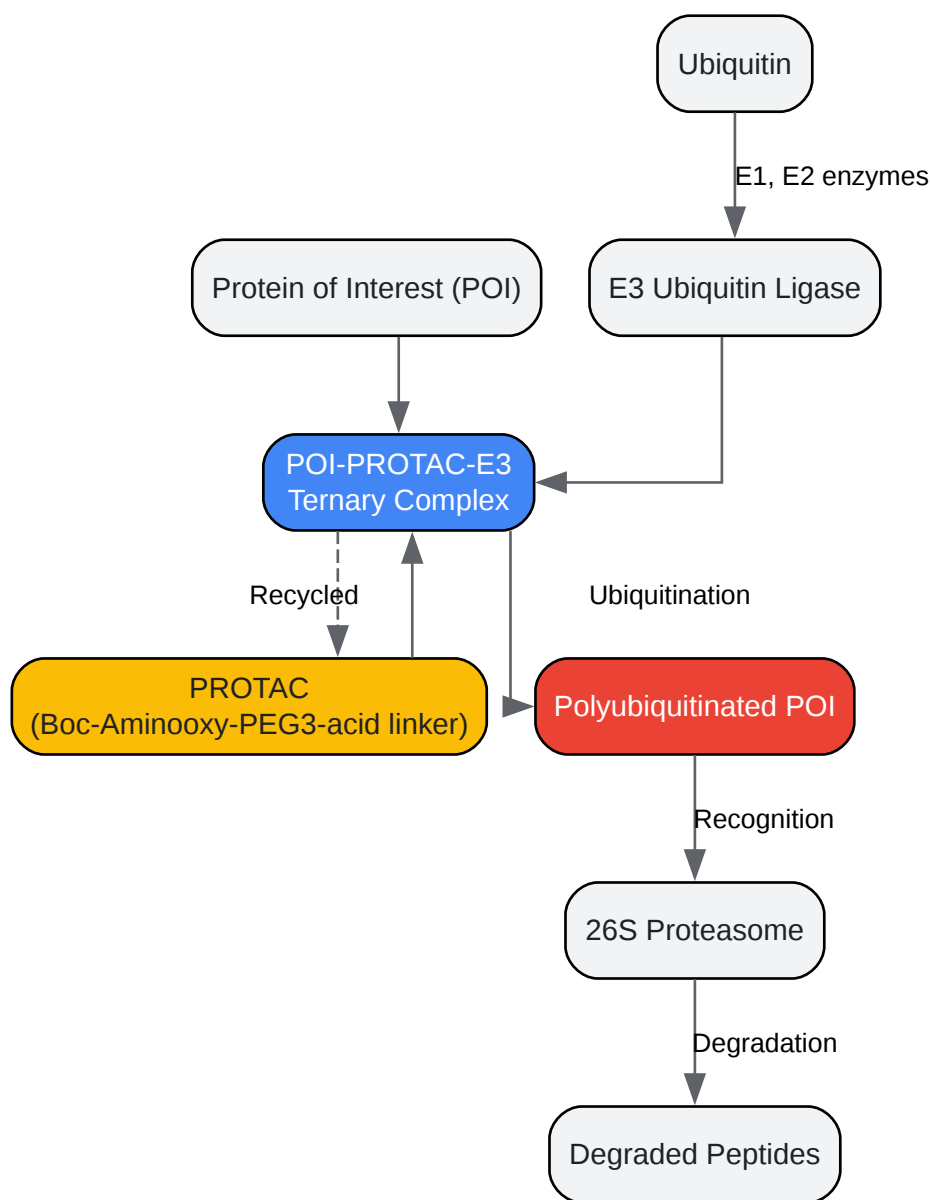 Ubiquitin
E1, E2 enzymes
Protein of Interest (POI)
E3 Ubiquitin Ligase
POI-PROTAC-E3
Ternary Complex
Recycled
Ubiquitination
PROTAC
(Boc-Aminooxy-PEG3-acid linker)
Polyubiquitinated POI
Recognition
26S Proteasome
Degradation
Degraded Peptides